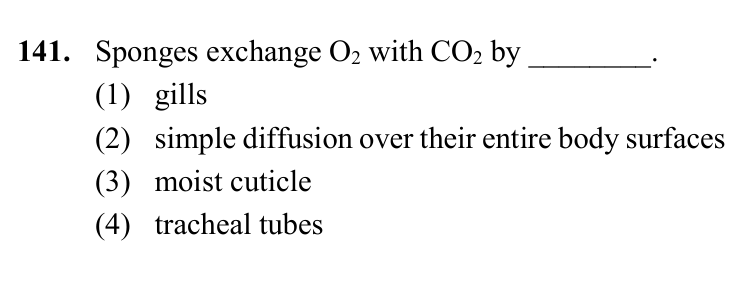 141. Sponges exchange O₂ with CO₂ by ________.
(1) gills
(2) simple diffusion over their entire body surfaces
(3) moist cuticle
(4) tracheal tubes